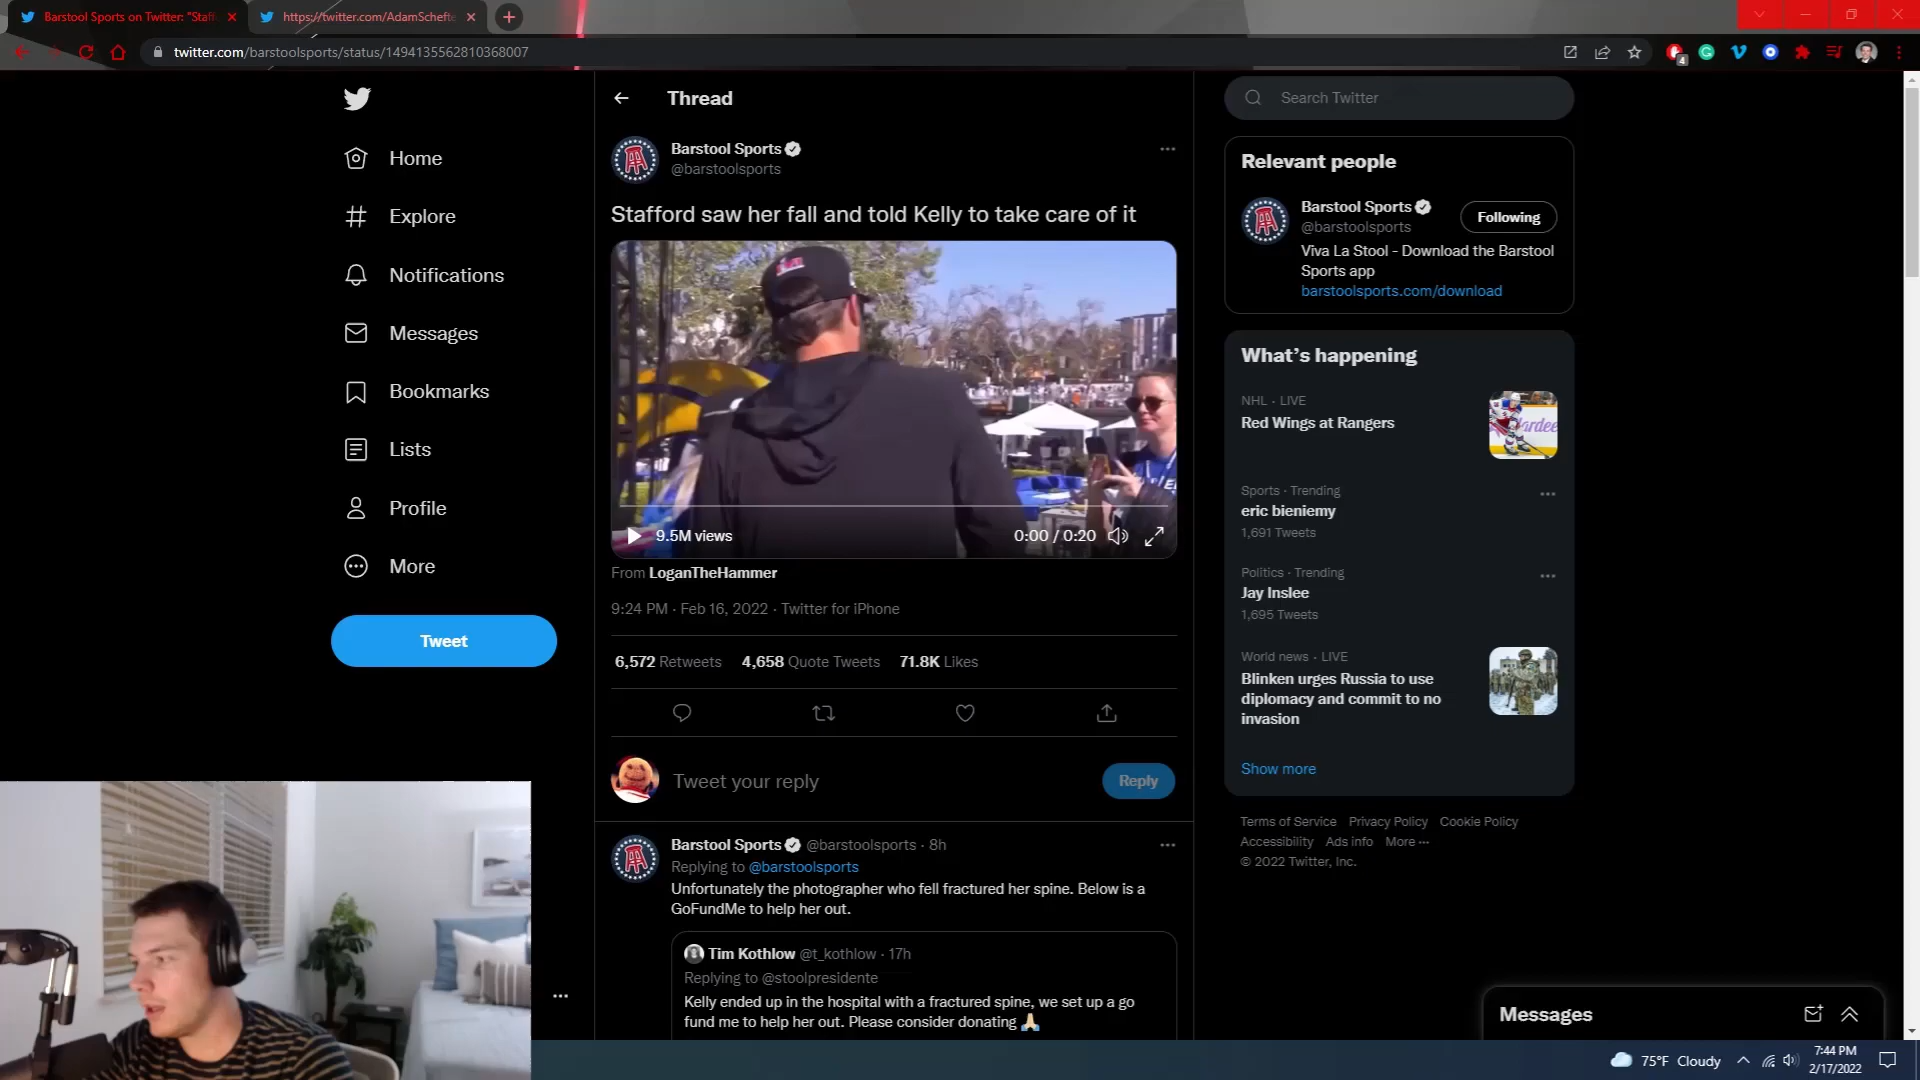 Barstool Sports on Twitter: "Staff
https://twitter.com/AdamSchefte
twitter.com/barstoolsports/status/1494135562810368007
4
Home
Explore
Notifications
Messages
Bookmarks
Lists
Profile
More
Tweet
Thread
Barstool Sports
@barstoolsports
Stafford saw her fall and told Kelly to take care of it
9.5M views
0:00 / 0:20
From LoganTheHammer
9:24 PM · Feb 16, 2022 · Twitter for iPhone
6,572 Retweets 4,658 Quote Tweets 71.8K Likes
Tweet your reply
Reply
Barstool Sports @barstoolsports · 8h
Replying to @barstoolsports
Unfortunately the photographer who fell fractured her spine. Below is a
GoFundMe to help her out.
Tim Kothlow @t_kothlow · 17h
Replying to @stoolpresidente
Kelly ended up in the hospital with a fractured spine, we set up a go
fund me to help her out. Please consider donating 🙏🏻
Search Twitter
Relevant people
Barstool Sports
@barstoolsports
Following
Viva La Stool - Download the Barstool
Sports app
barstoolsports.com/download
What's happening
NHL · LIVE
Red Wings at Rangers
Sports · Trending
eric bieniemy
1,691 Tweets
Politics · Trending
Jay Inslee
1,695 Tweets
World news · LIVE
Blinken urges Russia to use
diplomacy and commit to no
invasion
Show more
Terms of Service Privacy Policy Cookie Policy
Accessibility Ads info More ···
© 2022 Twitter, Inc.
Messages
75°F Cloudy
7:44 PM
2/17/2022